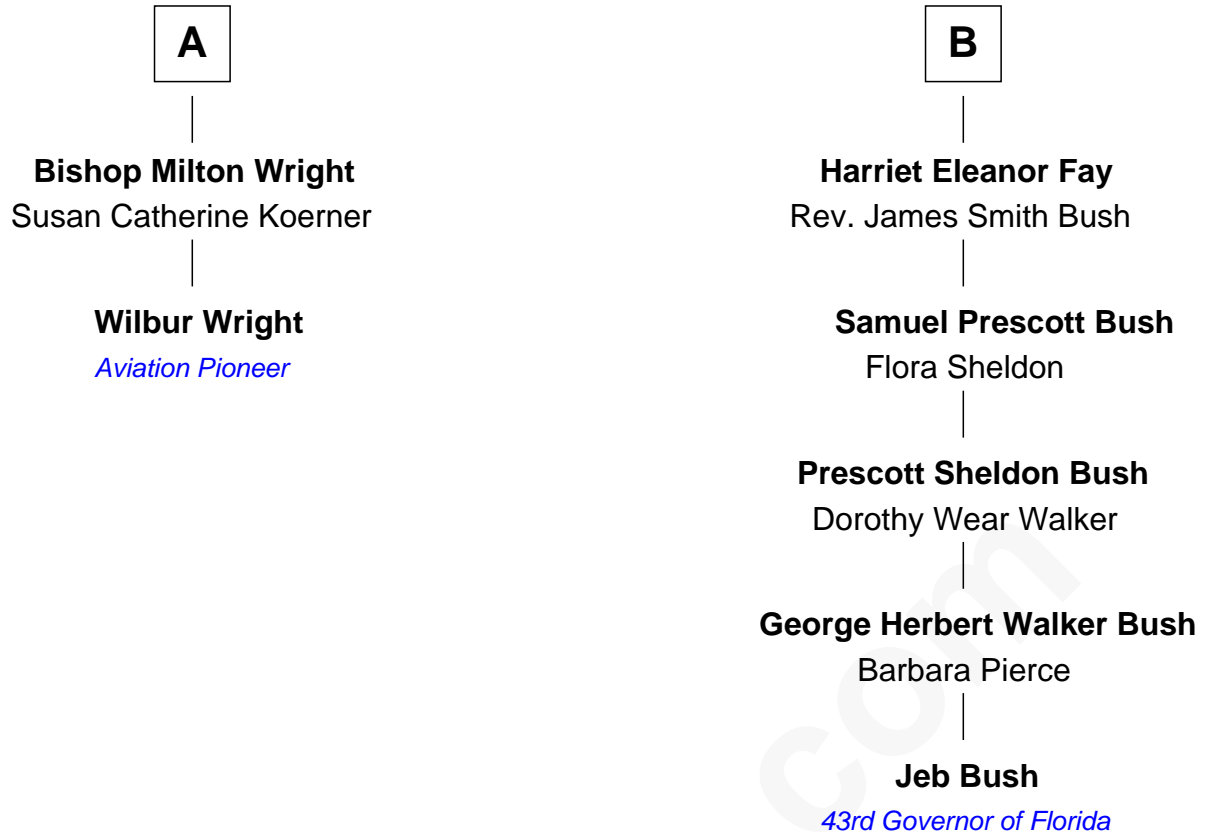 A
Bishop Milton Wright
Susan Catherine Koerner
Wilbur Wright
Aviation Pioneer
B
Harriet Eleanor Fay
Rev. James Smith Bush
Samuel Prescott Bush
Flora Sheldon
Prescott Sheldon Bush
Dorothy Wear Walker
George Herbert Walker Bush
Barbara Pierce
Jeb Bush
43rd Governor of Florida
com